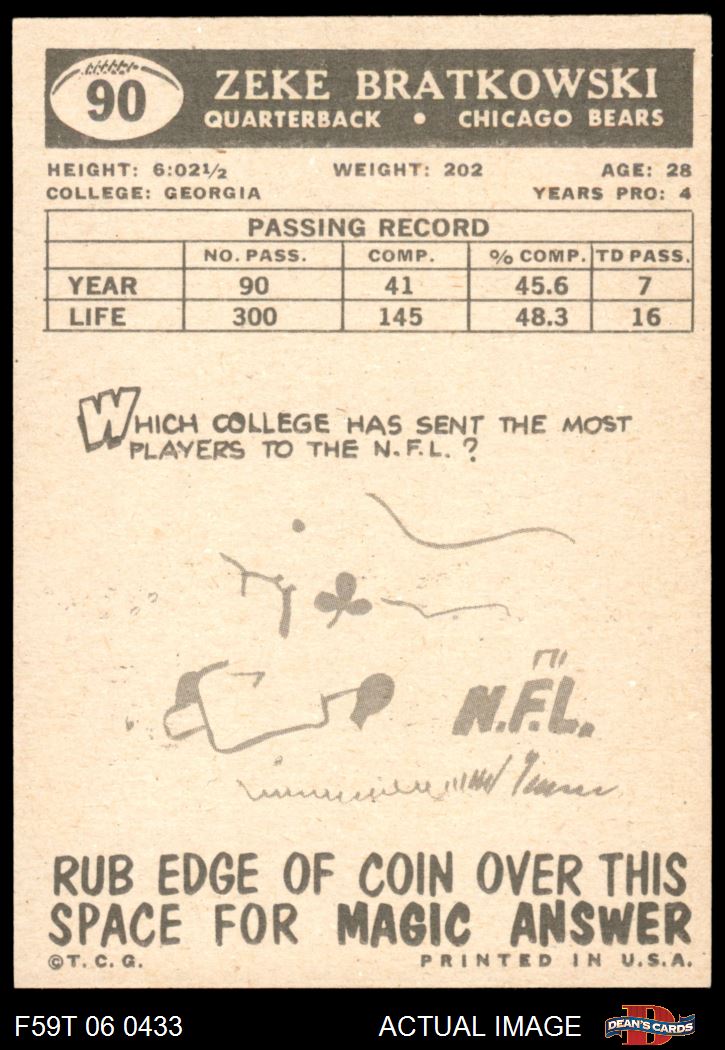 90
ZEKE BRATKOWSKI
QUARTERBACK • CHICAGO BEARS
HEIGHT: 6:02½ WEIGHT: 202 AGE: 28
COLLEGE: GEORGIA YEARS PRO: 4
PASSING RECORD
NO. PASS. COMP. % COMP. TD PASS.
YEAR 90 41 45.6 7
LIFE 300 145 48.3 16
WHICH COLLEGE HAS SENT THE MOST
PLAYERS TO THE N.F.L.?
N.F.L.
RUB EDGE OF COIN OVER THIS
SPACE FOR MAGIC ANSWER
©T.C.G. PRINTED IN U.S.A.
F59T 06 0433 ACTUAL IMAGE DEAN'S CARDS